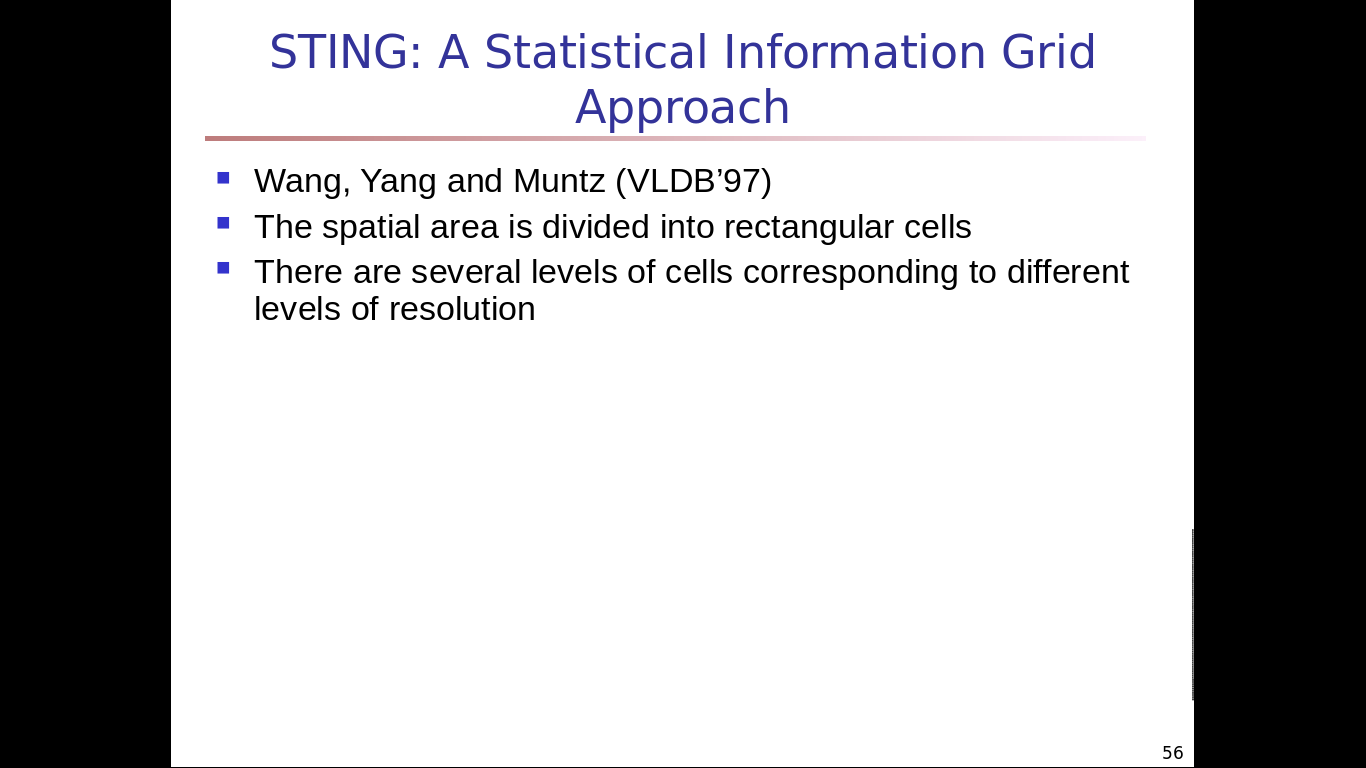 STING: A Statistical Information Grid
Approach
Wang, Yang and Muntz (VLDB’97)
The spatial area is divided into rectangular cells
There are several levels of cells corresponding to different
levels of resolution
56